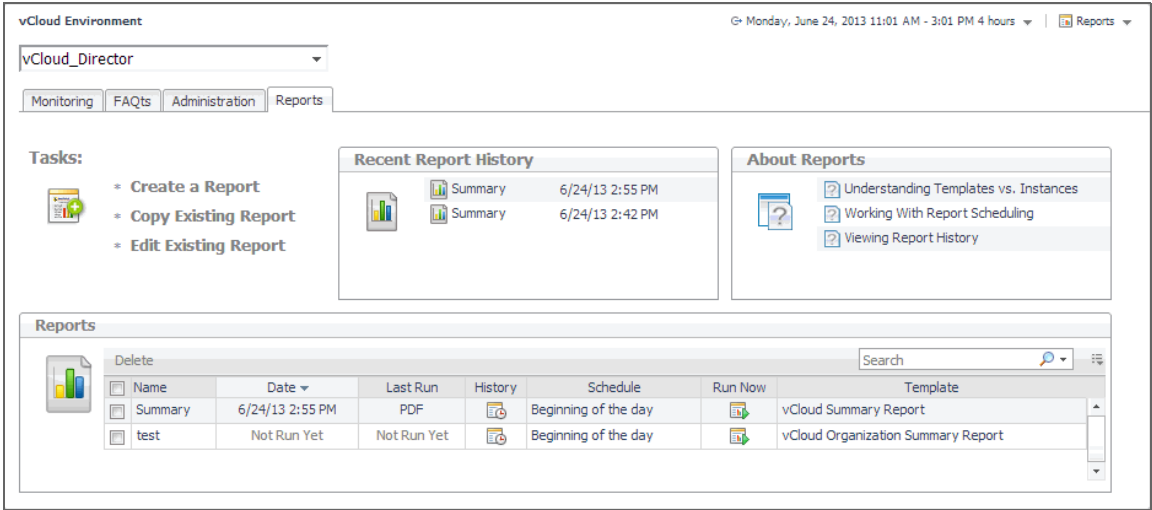 vCloud Environment
Monday, June 24, 2013 11:01 AM - 3:01 PM 4 hours
Reports
vCloud_Director
Monitoring
FAQts
Administration
Reports
Tasks:
* Create a Report
* Copy Existing Report
* Edit Existing Report
Recent Report History
Summary 6/24/13 2:55 PM
Summary 6/24/13 2:42 PM
About Reports
Understanding Templates vs. Instances
Working With Report Scheduling
Viewing Report History
Reports
Delete
Search
Name Date Last Run History Schedule Run Now Template
Summary 6/24/13 2:55 PM PDF Beginning of the day vCloud Summary Report
test Not Run Yet Not Run Yet Beginning of the day vCloud Organization Summary Report